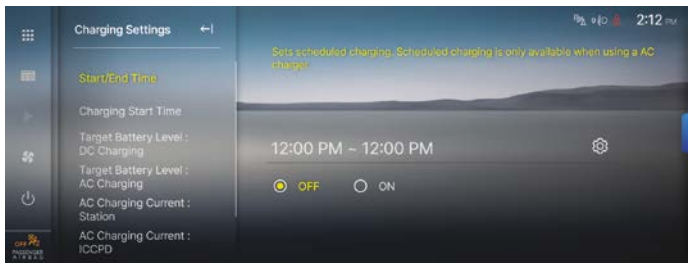 Charging Settings
2:12 PM
Sets scheduled charging. Scheduled charging is only available when using a AC
charger.
Start/End Time
Charging Start Time
Target Battery Level :
DC Charging
Target Battery Level :
AC Charging
AC Charging Current :
Station
AC Charging Current :
ICCPD
12:00 PM ~ 12:00 PM
OFF
ON
OFF
PASSENGER
AIRBAG